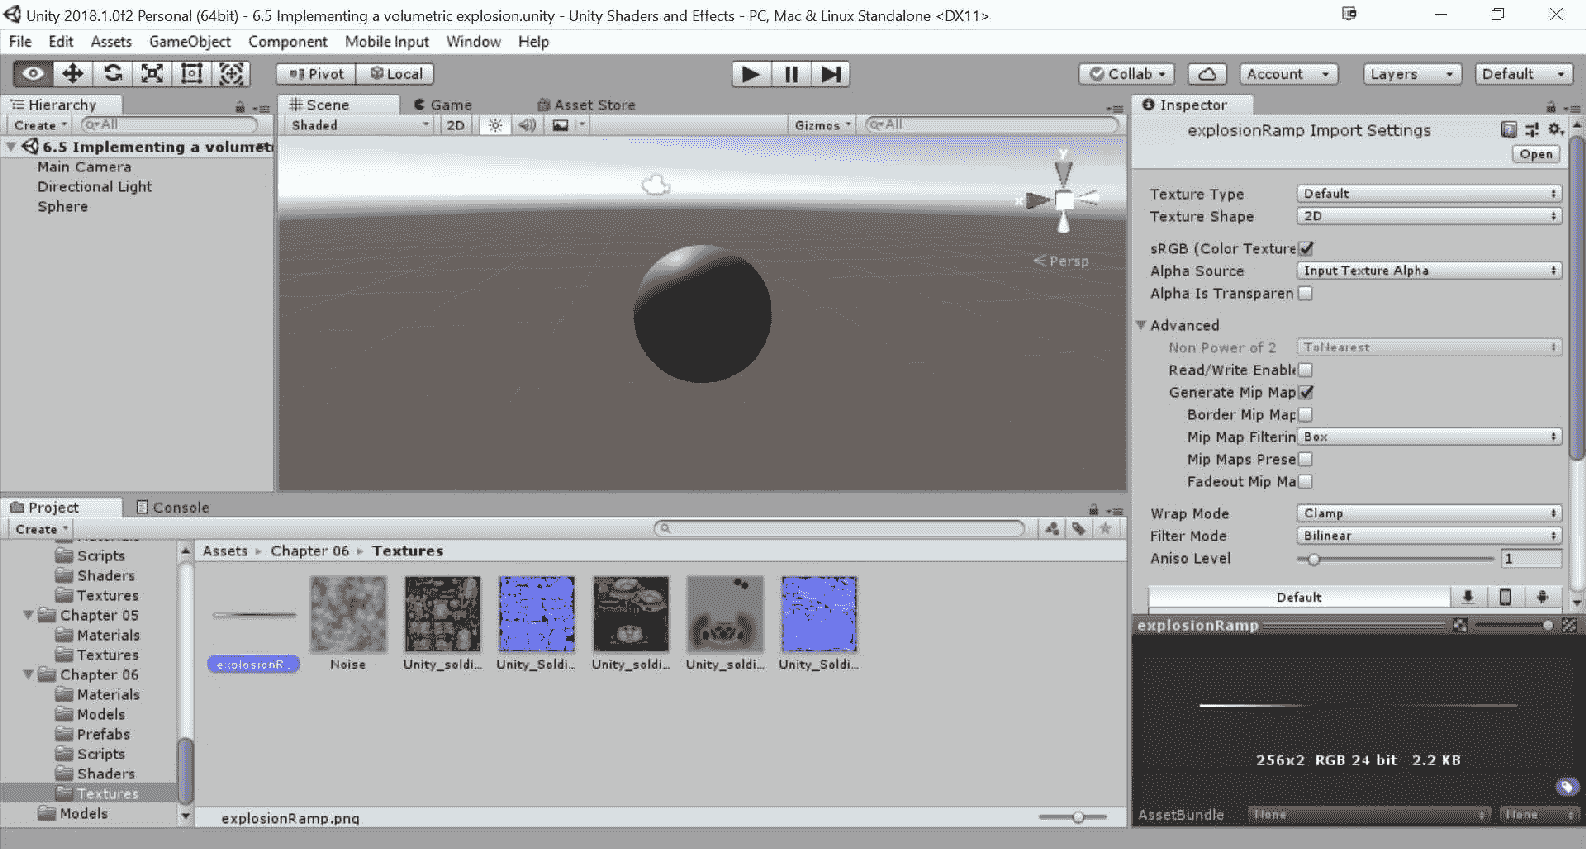 Unity 2018.1.0f2 Personal (64bit) - 6.5 Implementing a volumetric explosion.unity - Unity Shaders and Effects - PC, Mac & Linux Standalone <DX11>
File Edit Assets GameObject Component Mobile Input Window Help
Pivot Local Collab Account Layers Default
Hierarchy
Create All
6.5 Implementing a volumet
Main Camera
Directional Light
Sphere
Scene Game Asset Store
Shaded 2D Gizmos All
Y
x
Persp
Inspector
explosionRamp Import Settings
Open
Texture Type Default
Texture Shape 2D
sRGB (Color Texture
Alpha Source Input Texture Alpha
Alpha Is Transparen
Advanced
Non Power of 2 ToNearest
Read/Write Enable
Generate Mip Map
Border Mip Map
Mip Map Filterin Box
Mip Maps Prese
Fadeout Mip Ma
Wrap Mode Clamp
Filter Mode Bilinear
Aniso Level 1
Default
explosionRamp
256x2 RGB 24 bit 2.2 KB
AssetBundle None None
Project Console
Create
Materials
Scripts
Shaders
Textures
Chapter 05
Materials
Textures
Chapter 06
Materials
Models
Prefabs
Scripts
Shaders
Textures
Models
Assets Chapter 06 Textures
explosionR... Noise Unity_soldi... Unity_Soldi... Unity_soldi... Unity_soldi... Unity_Soldi...
explosionRamp.png